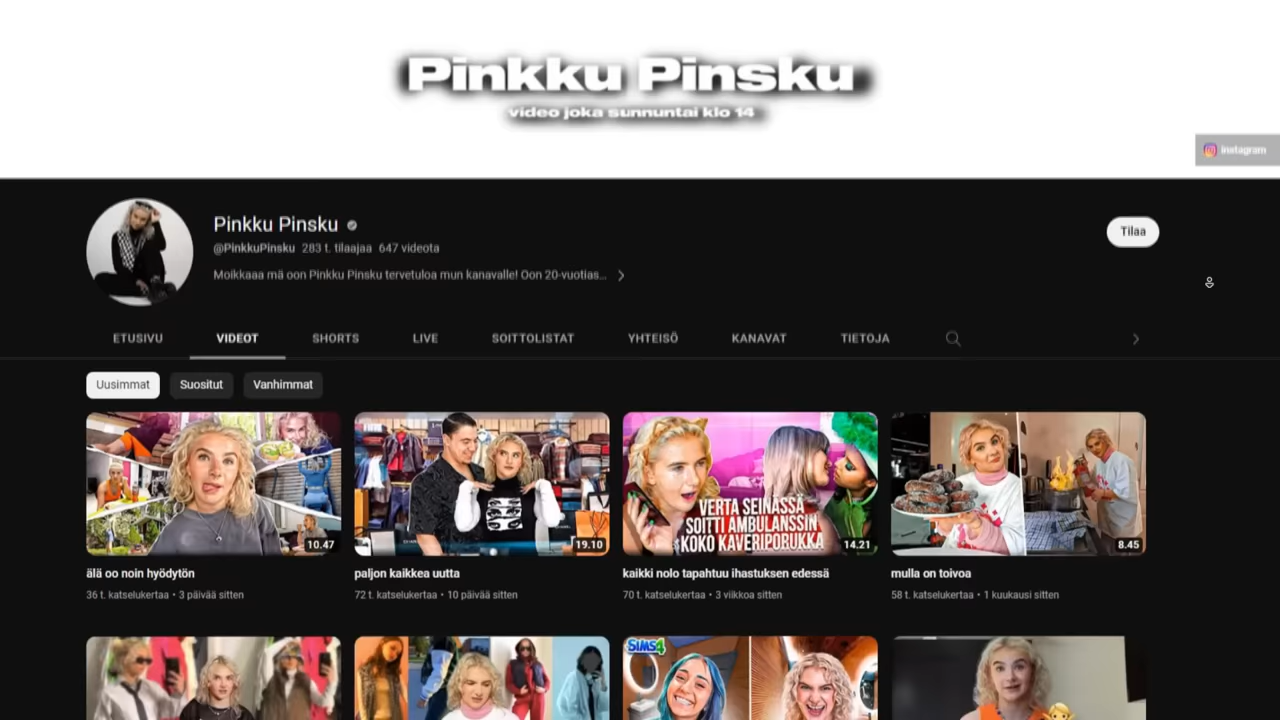 Pinkku Pinsku
video joka sunnuntai klo 14
instagram
Pinkku Pinsku
@PinkkuPinsku 283 t. tilaajaa 647 videota
Moikkaaa mä oon Pinkku Pinsku tervetuloa mun kanavalle! Oon 20-vuotias...
Tilaa
ETUSIVU VIDEOT SHORTS LIVE SOITTOLISTAT YHTEISÖ KANAVAT TIETOJA
Uusimmat Suositut Vanhimmat
VERTA SEINÄSSÄ
SOITTI AMBULANSSIN
KOKO KAVERIPORUKKA
10.47 19.10 14.21 8.45
älä oo noin hyödytön
36 t. katselukertaa • 3 päivää sitten
paljon kaikkea uutta
72 t. katselukertaa • 10 päivää sitten
kaikki nolo tapahtuu ihastuksen edessä
70 t. katselukertaa • 3 viikkoa sitten
mulla on toivoa
58 t. katselukertaa • 1 kuukausi sitten
SIMS4